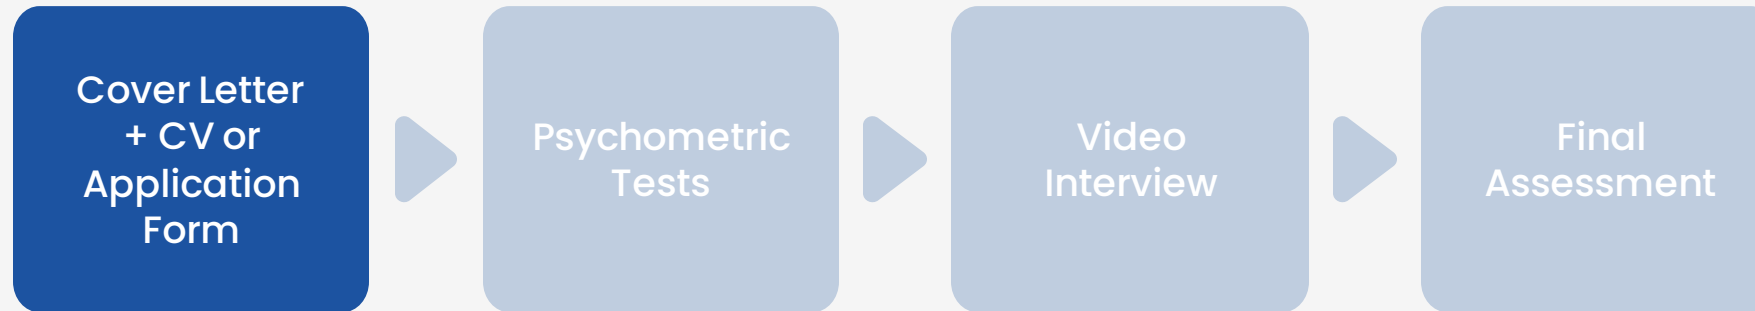 Cover Letter
+ CV or
Application
Form
Psychometric
Tests
Video
Interview
Final
Assessment